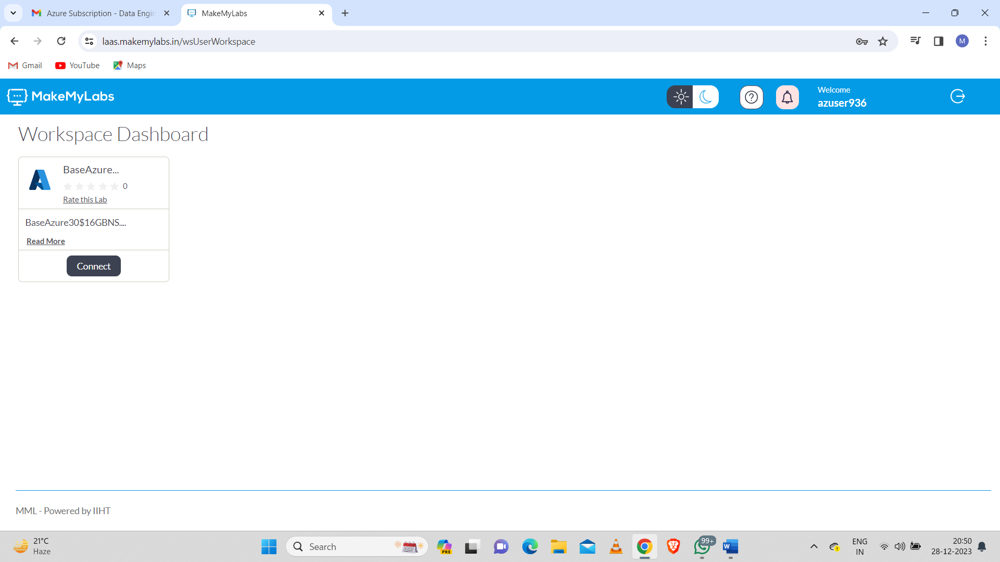 Azure Subscription - Data Engin
MakeMyLabs
laas.makemylabs.in/wsUserWorkspace
M
Gmail
YouTube
Maps
MakeMyLabs
Welcome
azuser936
Workspace Dashboard
BaseAzure...
0
Rate this Lab
BaseAzure30$16GBNS....
Read More
Connect
MML - Powered by IIHT
21°C
Haze
Search
PRE
99+
ENG
IN
20:50
28-12-2023